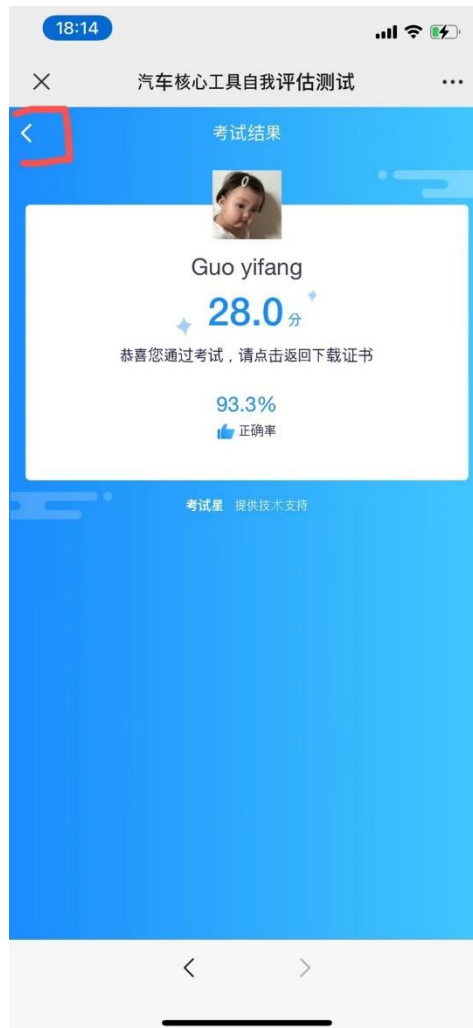 18:14
汽车核心工具自我评估测试
考试结果
Guo yifang
28.0 分
恭喜您通过考试，请点击返回下载证书
93.3%
正确率
考试星 提供技术支持